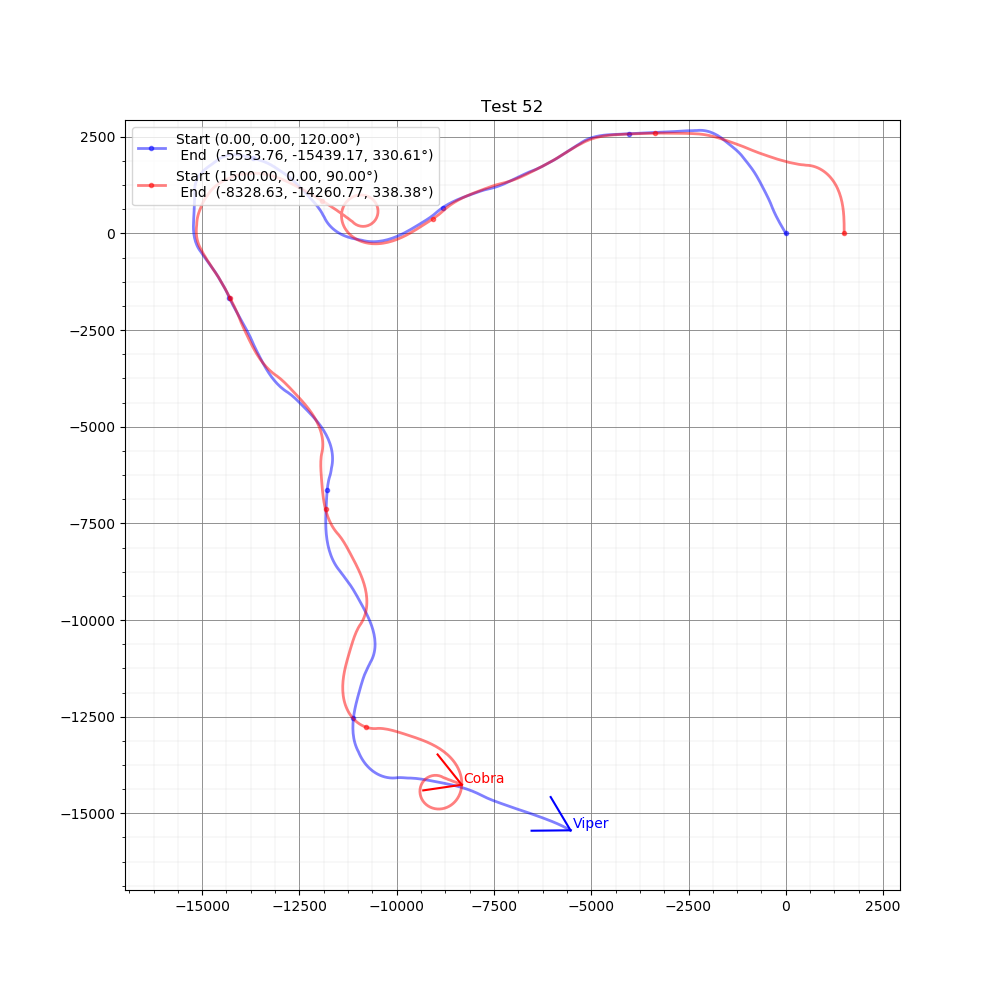 Test 52
Start (0.00, 0.00, 120.00°)
End (-5533.76, -15439.17, 330.61°)
Start (1500.00, 0.00, 90.00°)
End (-8328.63, -14260.77, 338.38°)
2500
0
−2500
−5000
−7500
−10000
−12500
−15000
Cobra
Viper
−15000 −12500 −10000 −7500 −5000 −2500 0 2500